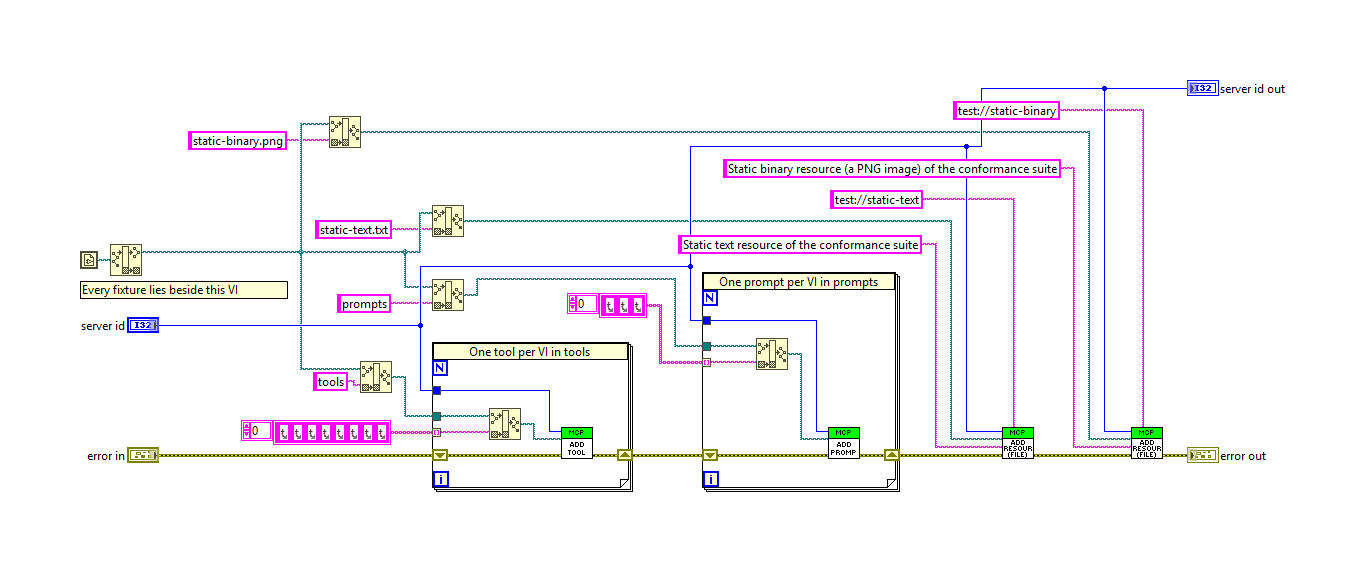 I32
server id out
test://static-binary
static-binary.png
Static binary resource (a PNG image) of the conformance suite
test://static-text
static-text.txt
Static text resource of the conformance suite
Every fixture lies beside this VI
prompts
One prompt per VI in prompts
N
0
server id
I32
One tool per VI in tools
N
tools
0
MCP
ADD
TOOL
MCP
ADD
PROMP
MCP
ADD
RESOUR
(FILE)
MCP
ADD
RESOUR
(FILE)
error in
error out
i
i